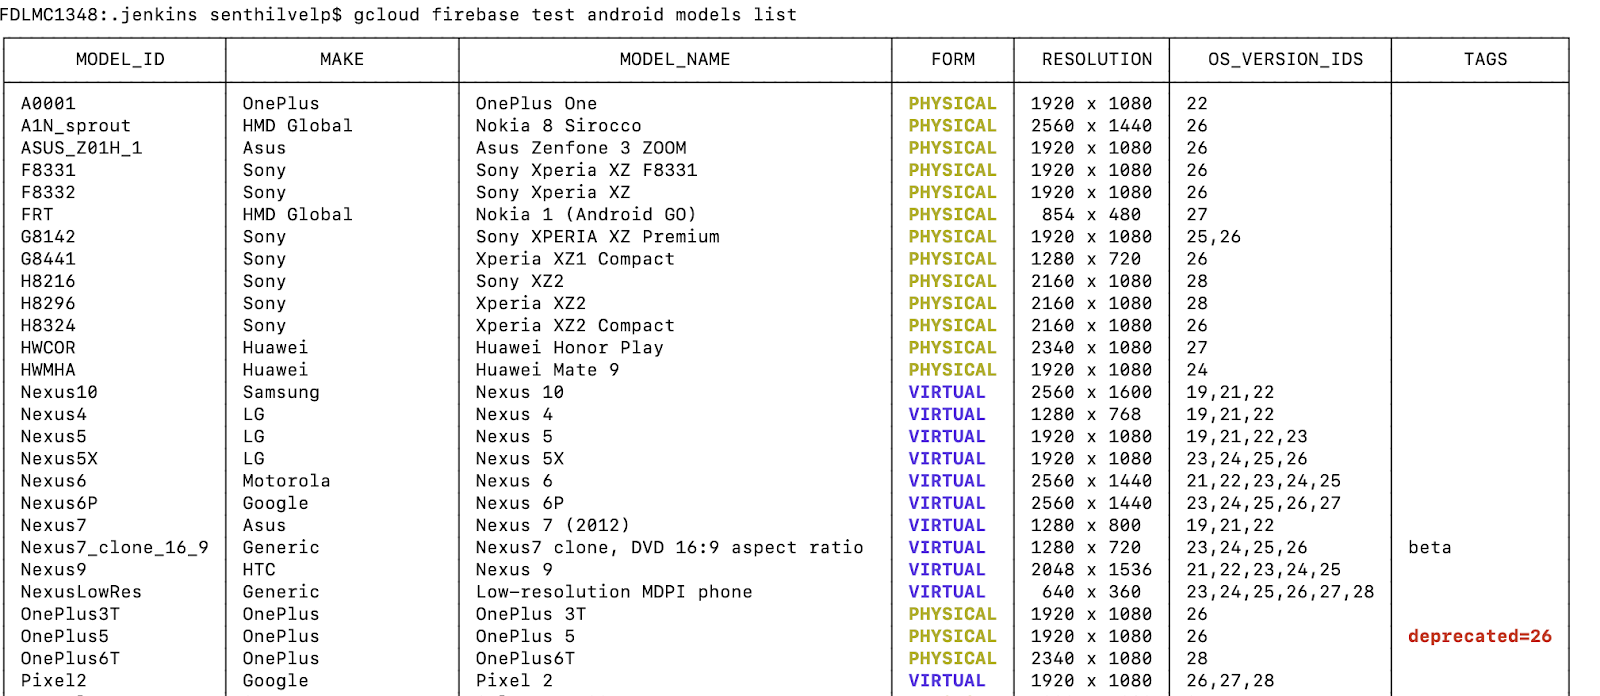 FDLMC1348:.jenkins senthilvelp$ gcloud firebase test android models list
MODEL_ID MAKE MODEL_NAME FORM RESOLUTION OS_VERSION_IDS TAGS
A0001 OnePlus OnePlus One PHYSICAL 1920 x 1080 22
A1N_sprout HMD Global Nokia 8 Sirocco PHYSICAL 2560 x 1440 26
ASUS_Z01H_1 Asus Asus Zenfone 3 ZOOM PHYSICAL 1920 x 1080 26
F8331 Sony Sony Xperia XZ F8331 PHYSICAL 1920 x 1080 26
F8332 Sony Sony Xperia XZ PHYSICAL 1920 x 1080 26
FRT HMD Global Nokia 1 (Android GO) PHYSICAL 854 x 480 27
G8142 Sony Sony XPERIA XZ Premium PHYSICAL 1920 x 1080 25,26
G8441 Sony Xperia XZ1 Compact PHYSICAL 1280 x 720 26
H8216 Sony Sony XZ2 PHYSICAL 2160 x 1080 28
H8296 Sony Xperia XZ2 PHYSICAL 2160 x 1080 28
H8324 Sony Xperia XZ2 Compact PHYSICAL 2160 x 1080 26
HWCOR Huawei Huawei Honor Play PHYSICAL 2340 x 1080 27
HWMHA Huawei Huawei Mate 9 PHYSICAL 1920 x 1080 24
Nexus10 Samsung Nexus 10 VIRTUAL 2560 x 1600 19,21,22
Nexus4 LG Nexus 4 VIRTUAL 1280 x 768 19,21,22
Nexus5 LG Nexus 5 VIRTUAL 1920 x 1080 19,21,22,23
Nexus5X LG Nexus 5X VIRTUAL 1920 x 1080 23,24,25,26
Nexus6 Motorola Nexus 6 VIRTUAL 2560 x 1440 21,22,23,24,25
Nexus6P Google Nexus 6P VIRTUAL 2560 x 1440 23,24,25,26,27
Nexus7 Asus Nexus 7 (2012) VIRTUAL 1280 x 800 19,21,22
Nexus7_clone_16_9 Generic Nexus7 clone, DVD 16:9 aspect ratio VIRTUAL 1280 x 720 23,24,25,26 beta
Nexus9 HTC Nexus 9 VIRTUAL 2048 x 1536 21,22,23,24,25
NexusLowRes Generic Low-resolution MDPI phone VIRTUAL 640 x 360 23,24,25,26,27,28
OnePlus3T OnePlus OnePlus 3T PHYSICAL 1920 x 1080 26
OnePlus5 OnePlus OnePlus 5 PHYSICAL 1920 x 1080 26 deprecated=26
OnePlus6T OnePlus OnePlus6T PHYSICAL 2340 x 1080 28
Pixel2 Google Pixel 2 VIRTUAL 1920 x 1080 26,27,28